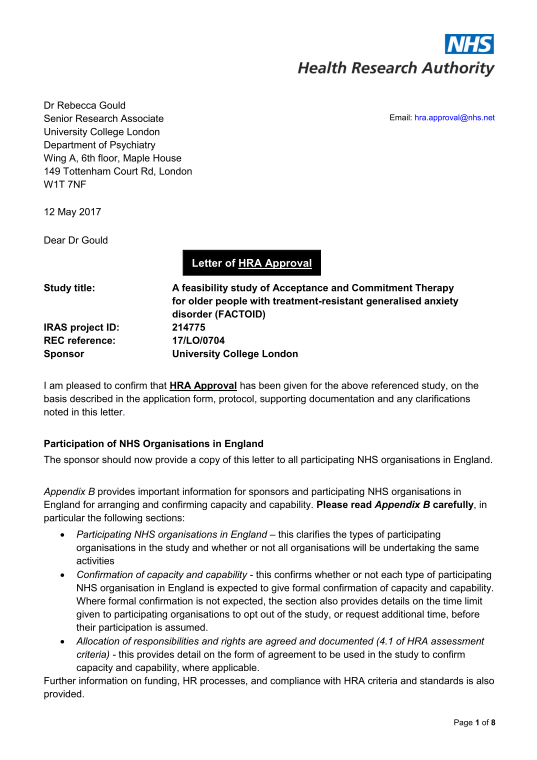 NHS
Health Research Authority
Dr Rebecca Gould
Senior Research Associate
University College London
Department of Psychiatry
Wing A, 6th floor, Maple House
149 Tottenham Court Rd, London
W1T 7NF
Email: hra.approval@nhs.net
12 May 2017
Dear Dr Gould
Letter of HRA Approval
Study title: A feasibility study of Acceptance and Commitment Therapy
for older people with treatment-resistant generalised anxiety
disorder (FACTOID)
IRAS project ID: 214775
REC reference: 17/LO/0704
Sponsor University College London
I am pleased to confirm that HRA Approval has been given for the above referenced study, on the
basis described in the application form, protocol, supporting documentation and any clarifications
noted in this letter.
Participation of NHS Organisations in England
The sponsor should now provide a copy of this letter to all participating NHS organisations in England.
Appendix B provides important information for sponsors and participating NHS organisations in
England for arranging and confirming capacity and capability. Please read Appendix B carefully, in
particular the following sections:
• Participating NHS organisations in England – this clarifies the types of participating
organisations in the study and whether or not all organisations will be undertaking the same
activities
• Confirmation of capacity and capability - this confirms whether or not each type of participating
NHS organisation in England is expected to give formal confirmation of capacity and capability.
Where formal confirmation is not expected, the section also provides details on the time limit
given to participating organisations to opt out of the study, or request additional time, before
their participation is assumed.
• Allocation of responsibilities and rights are agreed and documented (4.1 of HRA assessment
criteria) - this provides detail on the form of agreement to be used in the study to confirm
capacity and capability, where applicable.
Further information on funding, HR processes, and compliance with HRA criteria and standards is also
provided.
Page 1 of 8